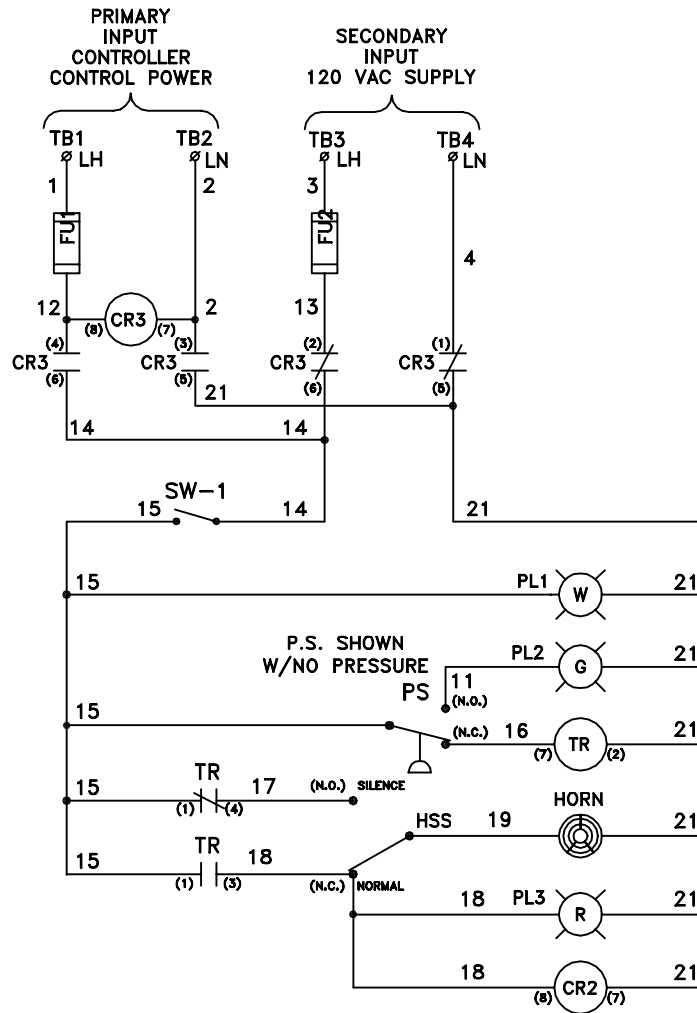 PRIMARY
INPUT
CONTROLLER
CONTROL POWER
SECONDARY
INPUT
120 VAC SUPPLY
TB1
LH
TB2
LN
TB3
LH
TB4
LN
1
2
3
4
FU1
FU2
12
2
13
(8) CR3 (7)
(4)
CR3
(6)
(3)
CR3
(5)
(2)
CR3
(6)
(1)
CR3
(5)
21
14
14
SW-1
15
14
21
15
PL1
W
21
P.S. SHOWN
W/NO PRESSURE
PL2
G
21
PS
11
(N.O.)
15
(N.C.)
16
(7) TR (2)
21
15
TR
(1) (4)
17
(N.O.) SILENCE
HORN
HSS
19
21
15
TR
(1) (3)
18
(N.C.) NORMAL
18
PL3
R
21
18
(8) CR2 (7)
21